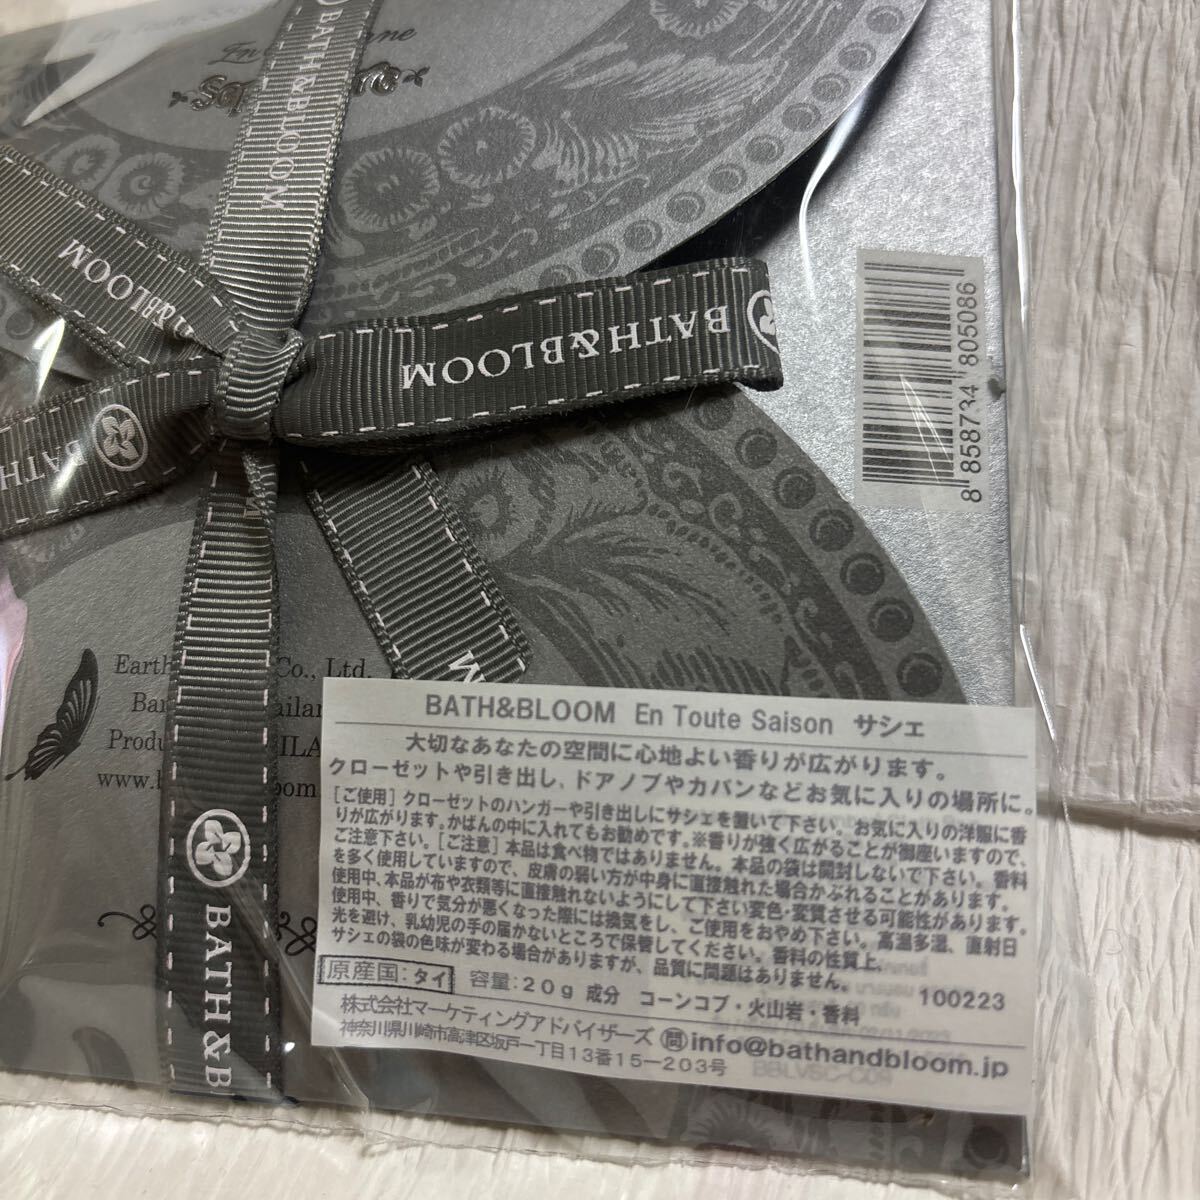 BATH&BLOOM
BATH&BLOOM
BATH&BLOOM
BATH
BATH&B
8 858734 805086
Earth Co., Ltd.
BATH&BLOOM En Toute Saison サシェ
大切なあなたの空間に心地よい香りが広がります。
クローゼットや引き出し、ドアノブやカバンなどお気に入りの場所に。
[ご使用] クローゼットのハンガーや引き出しにサシェを置いて下さい。お気に入りの洋服に香
りが広がります。かばんの中に入れてもお勧めです。※香りが強く広がることが御座いますので、
ご注意下さい。[ご注意] 本品は食べ物ではありません。本品の袋は開封しないで下さい。香料
を多く使用していますので、皮膚の弱い方が中身に直接触れた場合かぶれることがあります。
使用中、本品が布や衣類等に直接触れないようにして下さい変色・変質させる可能性があります。
使用中、香りで気分が悪くなった際には換気をし、ご使用をおやめ下さい。高温多湿、直射日
光を避け、乳幼児の手の届かないところで保管してください。香料の性質上、
サシェの袋の色味が変わる場合がありますが、品質に問題はありません。
原産国：タイ 容量：20g 成分 コーンコブ・火山岩・香料 100223
株式会社マーケティングアドバイザーズ 問 info@bathandbloom.jp
神奈川県川崎市高津区坂戸一丁目13番15-203号